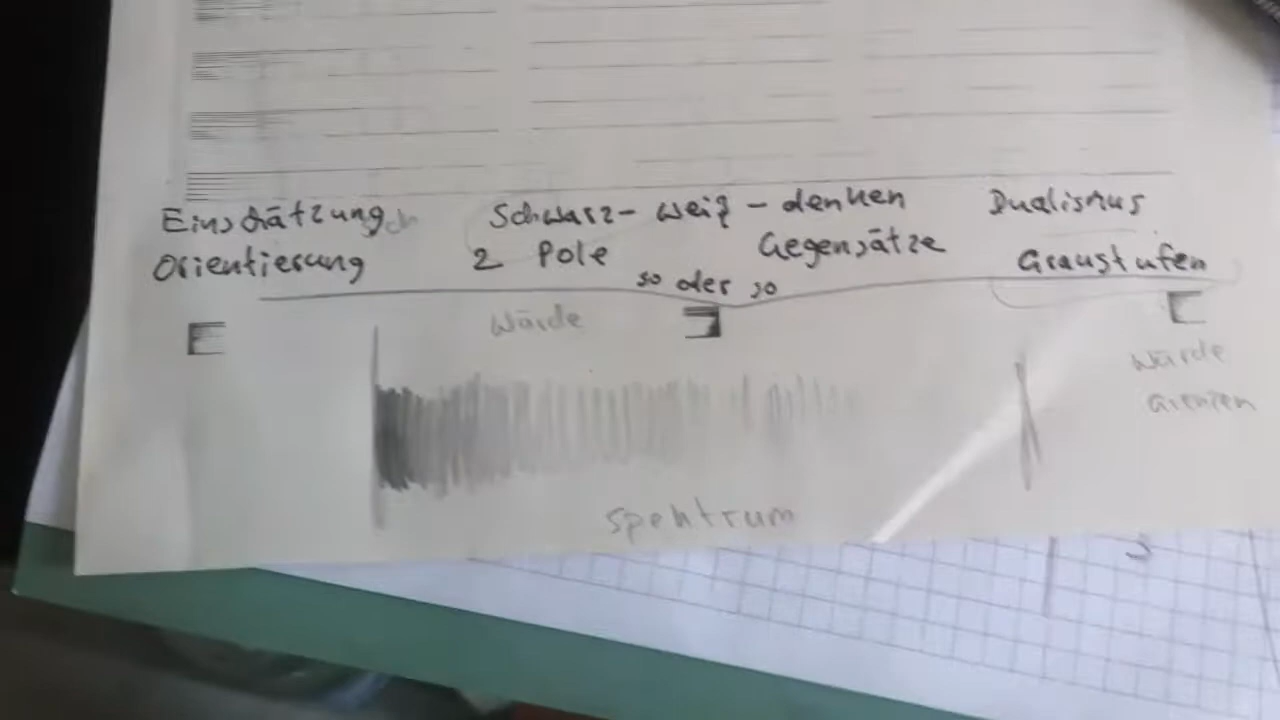 Einschätzung Schwarz-weiß-denken Dualismus
Orientierung 2 Pole Gegensätze Graustufen
so oder so
Würde
Würde
Grenzen
Spektrum